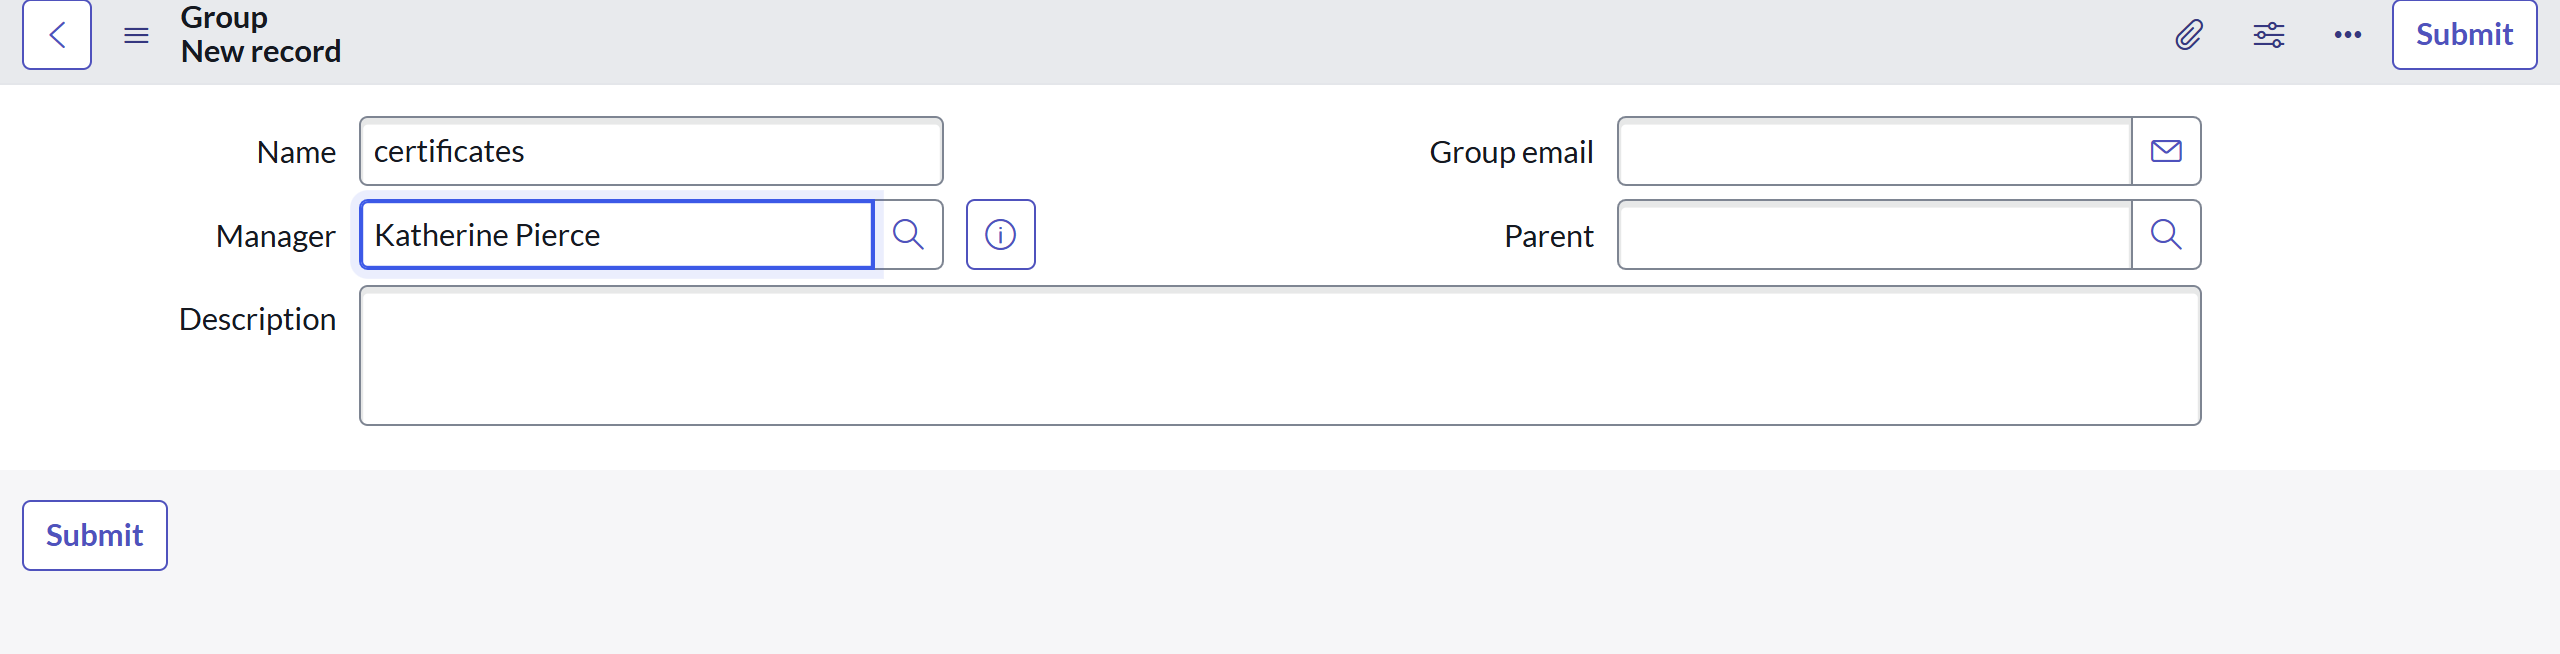 Group
New record
Submit
Name
certificates
Group email
Manager
Katherine Pierce
Parent
Description
Submit